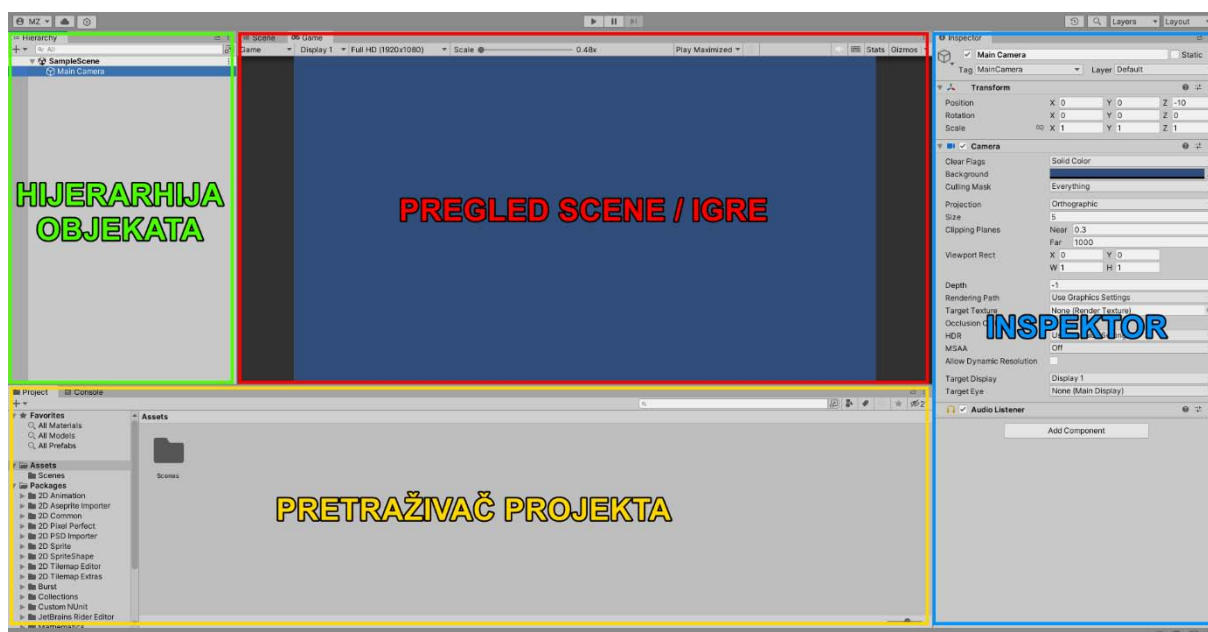 MZ
Layers
Layout
Hierarchy
All
SampleScene
Main Camera
HIJERARHIJA
OBJEKATA
Scene
Game
Game
Display 1
Full HD (1920x1080)
Scale
0.48x
Play Maximized
Stats
Gizmos
PREGLED SCENE / IGRE
Inspector
Main Camera
Static
Tag MainCamera
Layer Default
Transform
Position X 0 Y 0 Z -10
Rotation X 0 Y 0 Z 0
Scale X 1 Y 1 Z 1
Camera
Clear Flags Solid Color
Background
Culling Mask Everything
Projection Orthographic
Size 5
Clipping Planes Near 0.3
Far 1000
Viewport Rect X 0 Y 0
W 1 H 1
Depth -1
Rendering Path Use Graphics Settings
Target Texture None (Render Texture)
Occlusion
HDR
MSAA Off
Allow Dynamic Resolution
Target Display Display 1
Target Eye None (Main Display)
INSPEKTOR
Audio Listener
Add Component
Project
Console
2
Favorites
All Materials
All Models
All Prefabs
Assets
Scenes
Packages
2D Animation
2D Aseprite Importer
2D Common
2D Pixel Perfect
2D PSD Importer
2D Sprite
2D SpriteShape
2D Tilemap Editor
2D Tilemap Extras
Burst
Collections
Custom NUnit
JetBrains Rider Editor
Mathematics
Assets
Scenes
PRETRAŽIVAČ PROJEKTA